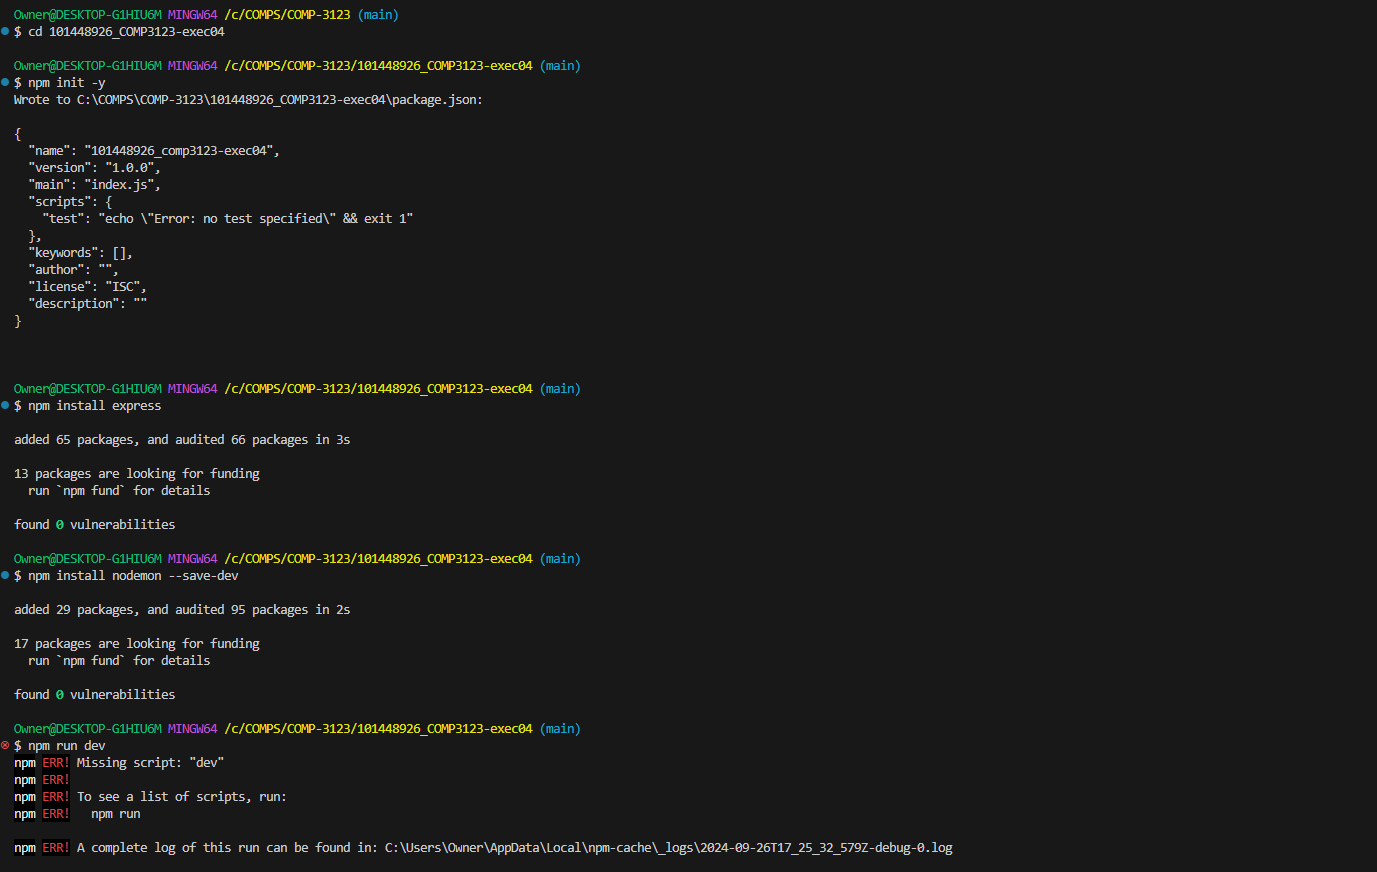 Owner@DESKTOP-G1HIU6M MINGW64 /c/COMPS/COMP-3123 (main)
$ cd 101448926_COMP3123-exec04

Owner@DESKTOP-G1HIU6M MINGW64 /c/COMPS/COMP-3123/101448926_COMP3123-exec04 (main)
$ npm init -y
Wrote to C:\COMPS\COMP-3123\101448926_COMP3123-exec04\package.json:

{
  "name": "101448926_comp3123-exec04",
  "version": "1.0.0",
  "main": "index.js",
  "scripts": {
    "test": "echo \"Error: no test specified\" && exit 1"
  },
  "keywords": [],
  "author": "",
  "license": "ISC",
  "description": ""
}

Owner@DESKTOP-G1HIU6M MINGW64 /c/COMPS/COMP-3123/101448926_COMP3123-exec04 (main)
$ npm install express

added 65 packages, and audited 66 packages in 3s

13 packages are looking for funding
  run `npm fund` for details

found 0 vulnerabilities

Owner@DESKTOP-G1HIU6M MINGW64 /c/COMPS/COMP-3123/101448926_COMP3123-exec04 (main)
$ npm install nodemon --save-dev

added 29 packages, and audited 95 packages in 2s

17 packages are looking for funding
  run `npm fund` for details

found 0 vulnerabilities

Owner@DESKTOP-G1HIU6M MINGW64 /c/COMPS/COMP-3123/101448926_COMP3123-exec04 (main)
$ npm run dev
npm ERR! Missing script: "dev"
npm ERR!
npm ERR! To see a list of scripts, run:
npm ERR!   npm run

npm ERR! A complete log of this run can be found in: C:\Users\Owner\AppData\Local\npm-cache\_logs\2024-09-26T17_25_32_579Z-debug-0.log